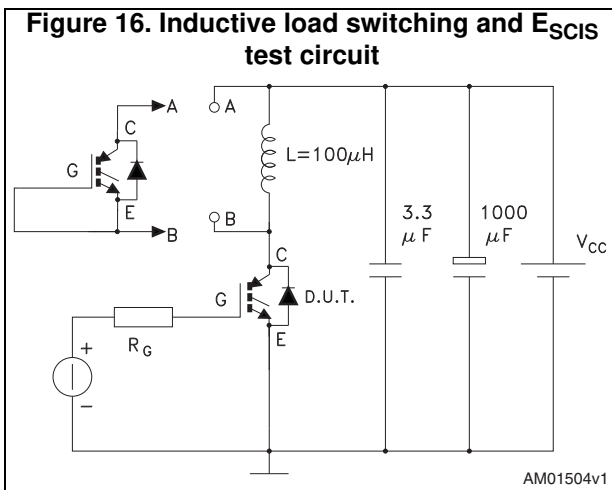 Figure 16. Inductive load switching and ESCIS
test circuit
A
A
C
G
L=100μH
E
B
B
3.3
μF
1000
μF
VCC
C
G
D.U.T.
E
RG
+
-
AM01504v1